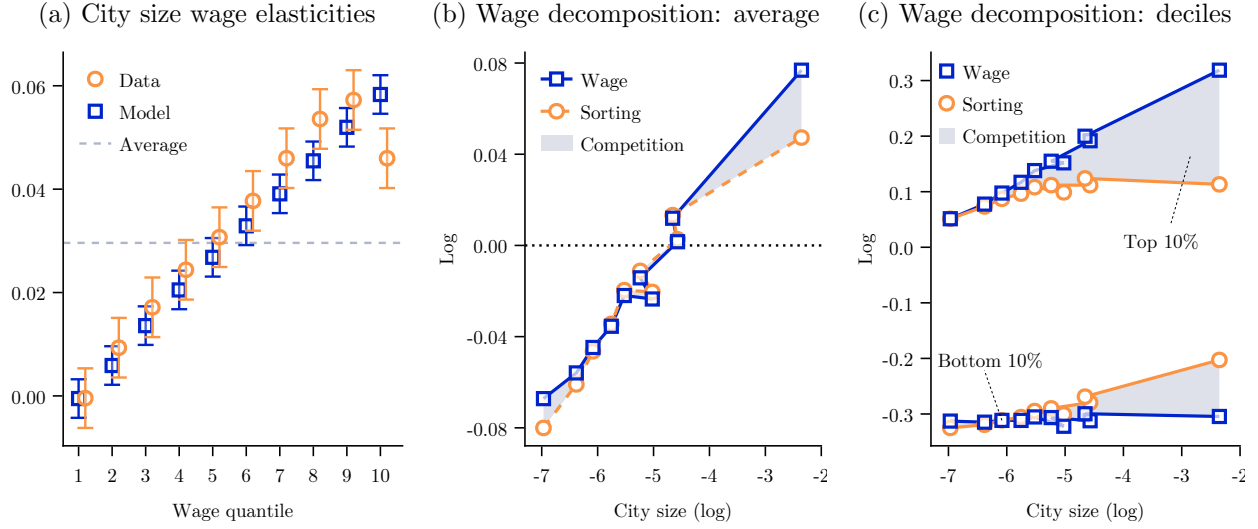 (a) City size wage elasticities
0.06
0.04
0.02
0.00
Data
Model
Average
1 2 3 4 5 6 7 8 9 10
Wage quantile
(b) Wage decomposition: average
Log
0.08
0.04
0.00
-0.04
-0.08
Wage
Sorting
Competition
-7 -6 -5 -4 -3 -2
City size (log)
(c) Wage decomposition: deciles
Log
0.3
0.2
0.1
0.0
-0.1
-0.2
-0.3
Wage
Sorting
Competition
Top 10%
Bottom 10%
-7 -6 -5 -4 -3 -2
City size (log)